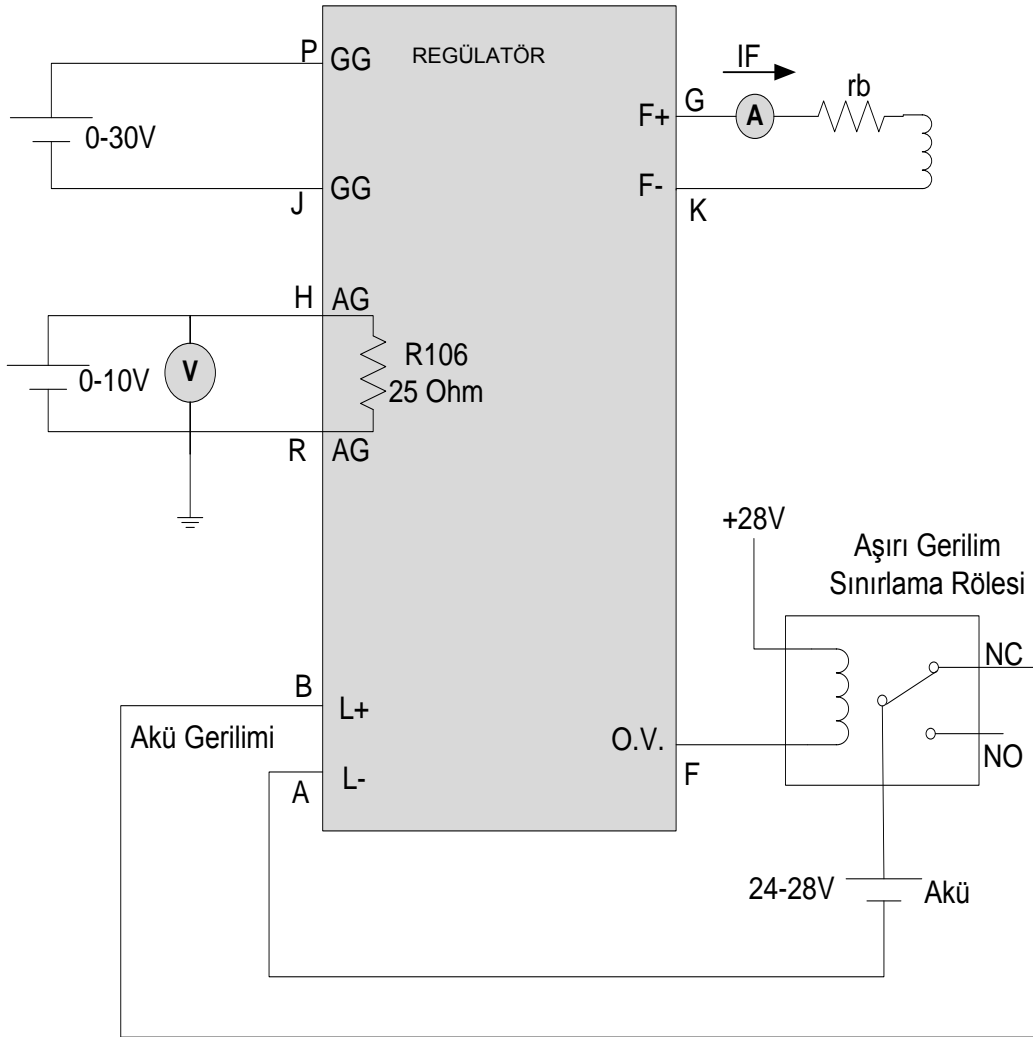 REGÜLATÖR
P
GG
0-30V
J
GG
IF
G
F+
A
rb
F-
K
H
AG
0-10V
V
R106
25 Ohm
R
AG
+28V
Aşırı Gerilim
Sınırlama Rölesi
NC
NO
B
L+
Akü Gerilimi
A
L-
O.V.
F
24-28V
Akü